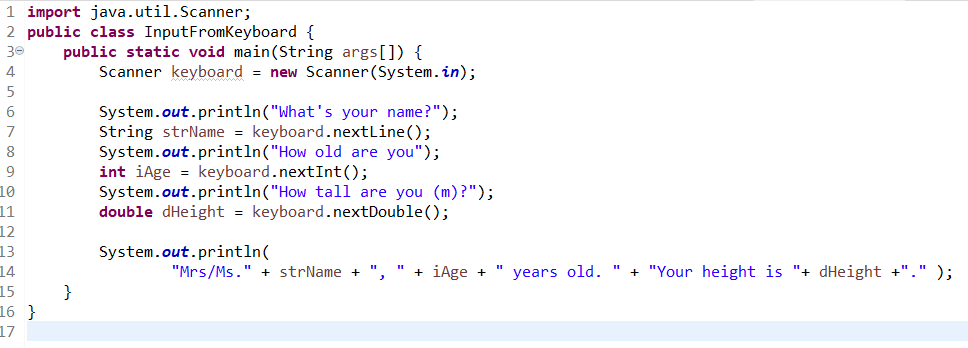 1 import java.util.Scanner;
2 public class InputFromKeyboard {
3 public static void main(String args[]) {
4 Scanner keyboard = new Scanner(System.in);
5
6 System.out.println("What's your name?");
7 String strName = keyboard.nextLine();
8 System.out.println("How old are you");
9 int iAge = keyboard.nextInt();
10 System.out.println("How tall are you (m)?");
11 double dHeight = keyboard.nextDouble();
12
13 System.out.println(
14 "Mrs/Ms." + strName + ", " + iAge + " years old. " + "Your height is "+ dHeight +"." );
15 }
16 }
17